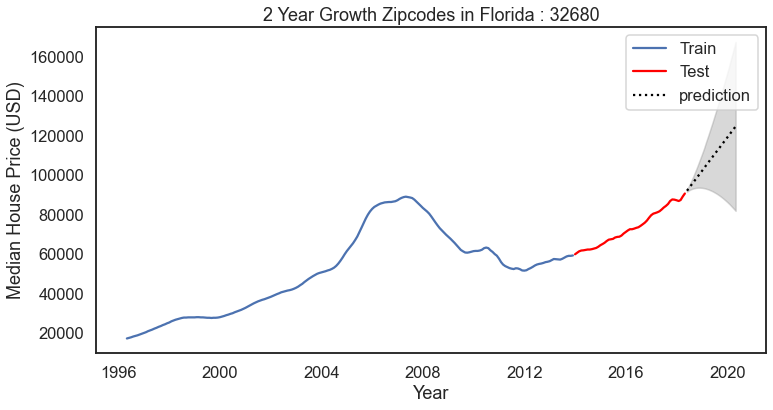 2 Year Growth Zipcodes in Florida : 32680
Train
Test
prediction
Median House Price (USD)
160000
140000
120000
100000
80000
60000
40000
20000
1996
2000
2004
2008
2012
2016
2020
Year